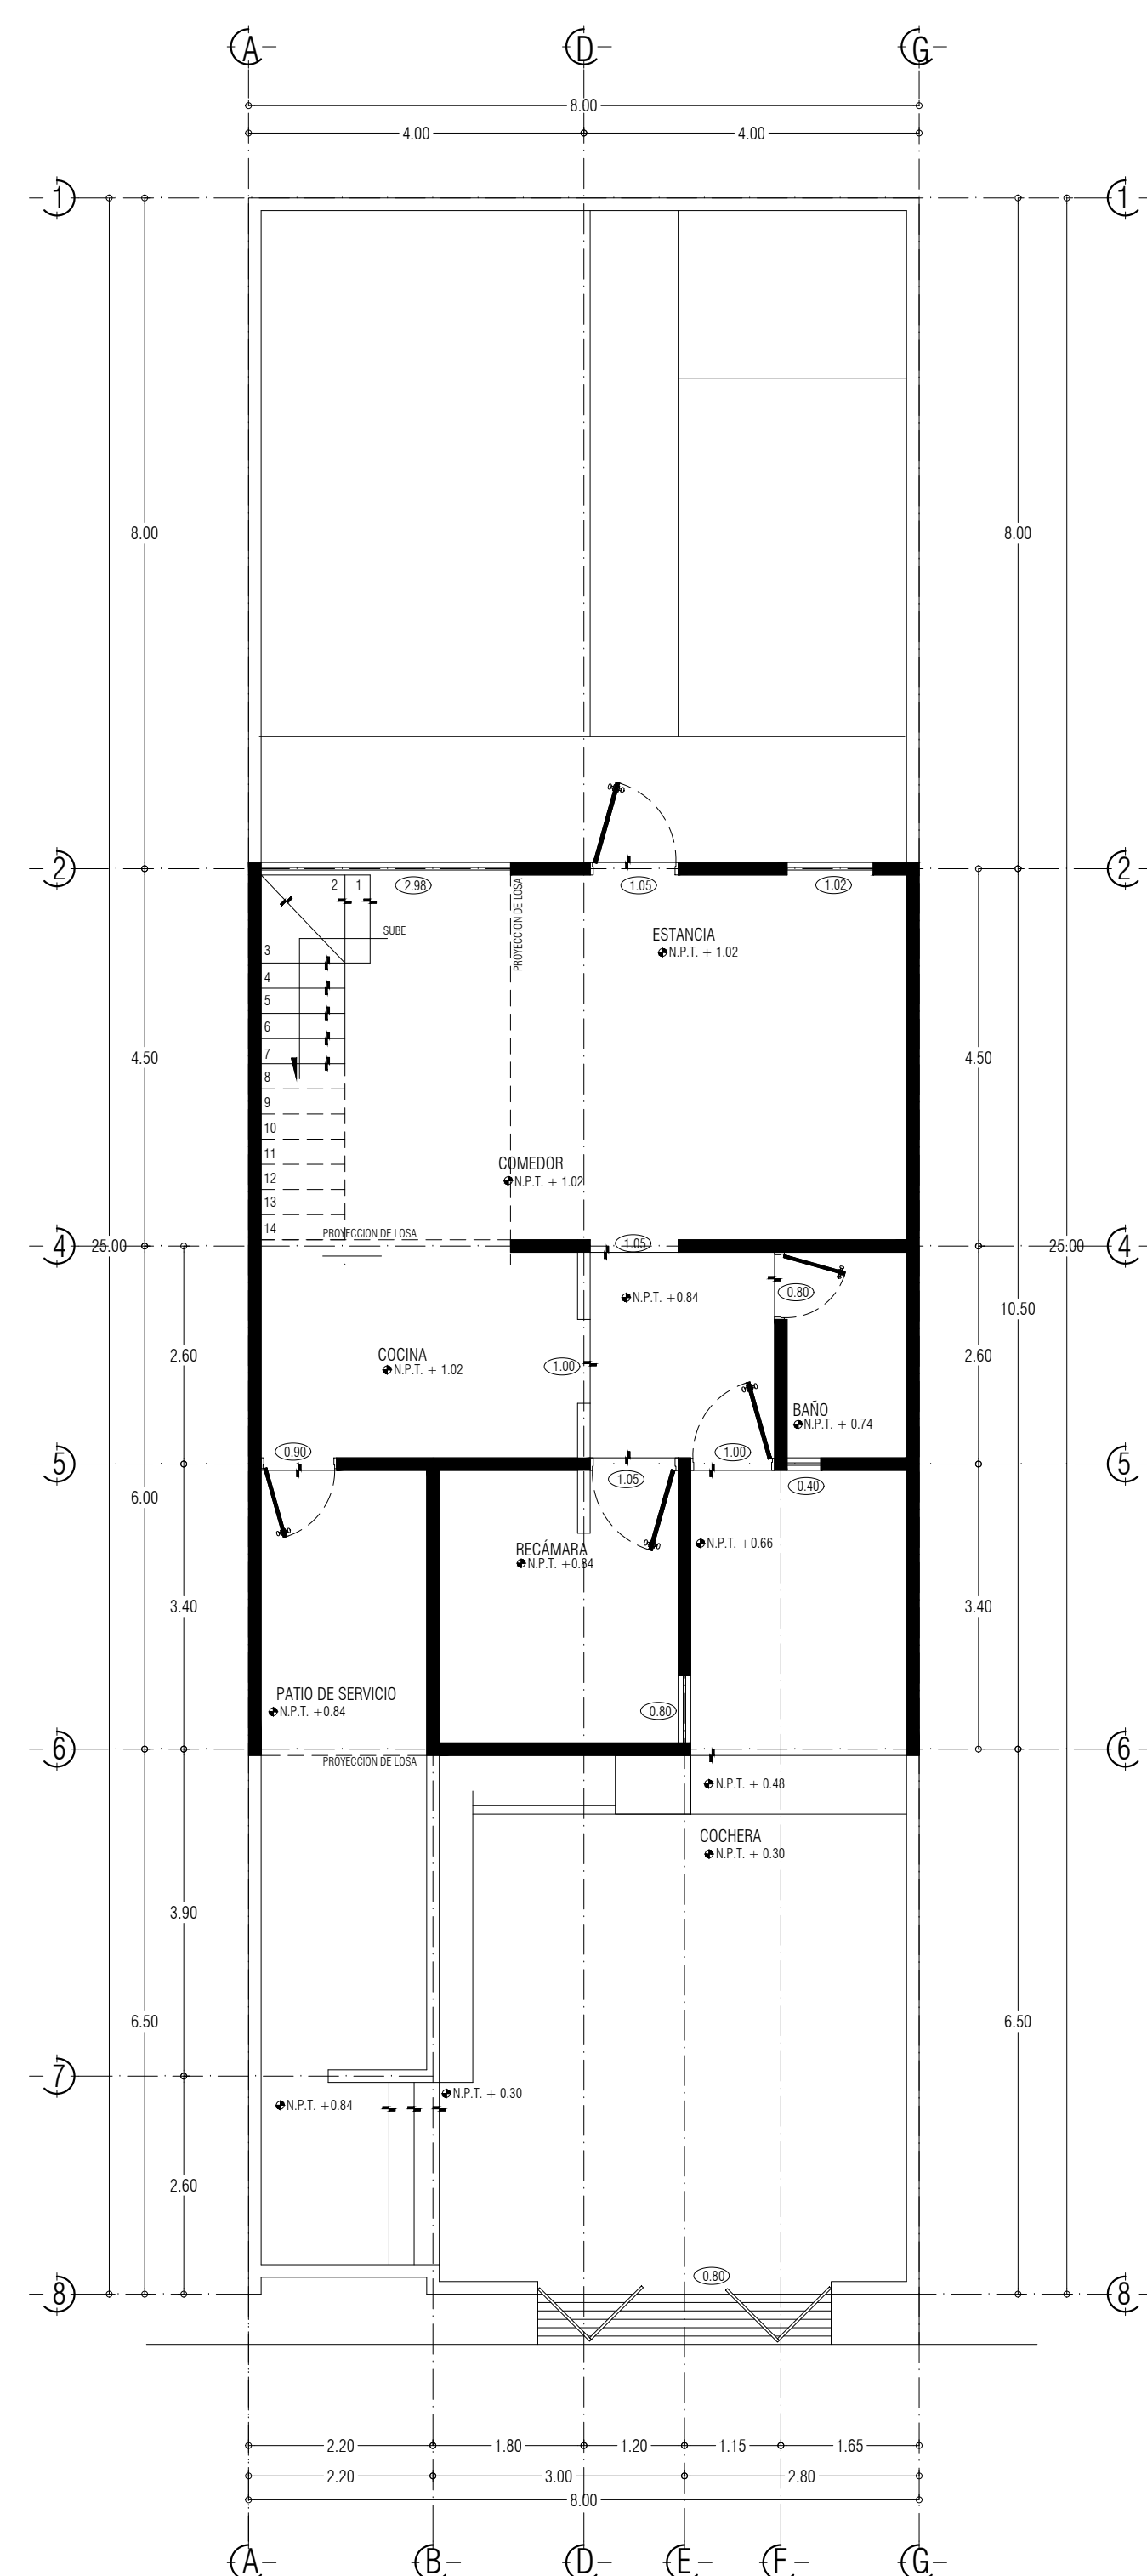 A D G
8.00
4.00 4.00
1 1
8.00 8.00
2 2
2 1 2.98 1.05 1.02
PROYECCION DE LOSA
SUBE
ESTANCIA
N.P.T. + 1.02
3
4
5
6
7
4.50 4.50
8
9
10
11
12
13
14
COMEDOR
N.P.T. + 1.02
PROYECCION DE LOSA
1.05
4 25.00 25.00 4
N.P.T. +0.84
0.80
10.50
COCINA
N.P.T. + 1.02
1.00
2.60 2.60
BAÑO
N.P.T. + 0.74
0.90 1.00
5 5
1.05 0.40
6.00
N.P.T. +0.66
RECÁMARA
N.P.T. +0.84
3.40 3.40
PATIO DE SERVICIO
N.P.T. +0.84
0.80
6 6
PROYECCION DE LOSA
N.P.T. + 0.48
COCHERA
N.P.T. + 0.30
3.90
6.50 6.50
7
N.P.T. + 0.30
N.P.T. +0.84
2.60
0.80
8 8
2.20 1.80 1.20 1.15 1.65
2.20 3.00 2.80
8.00
A B D E F G